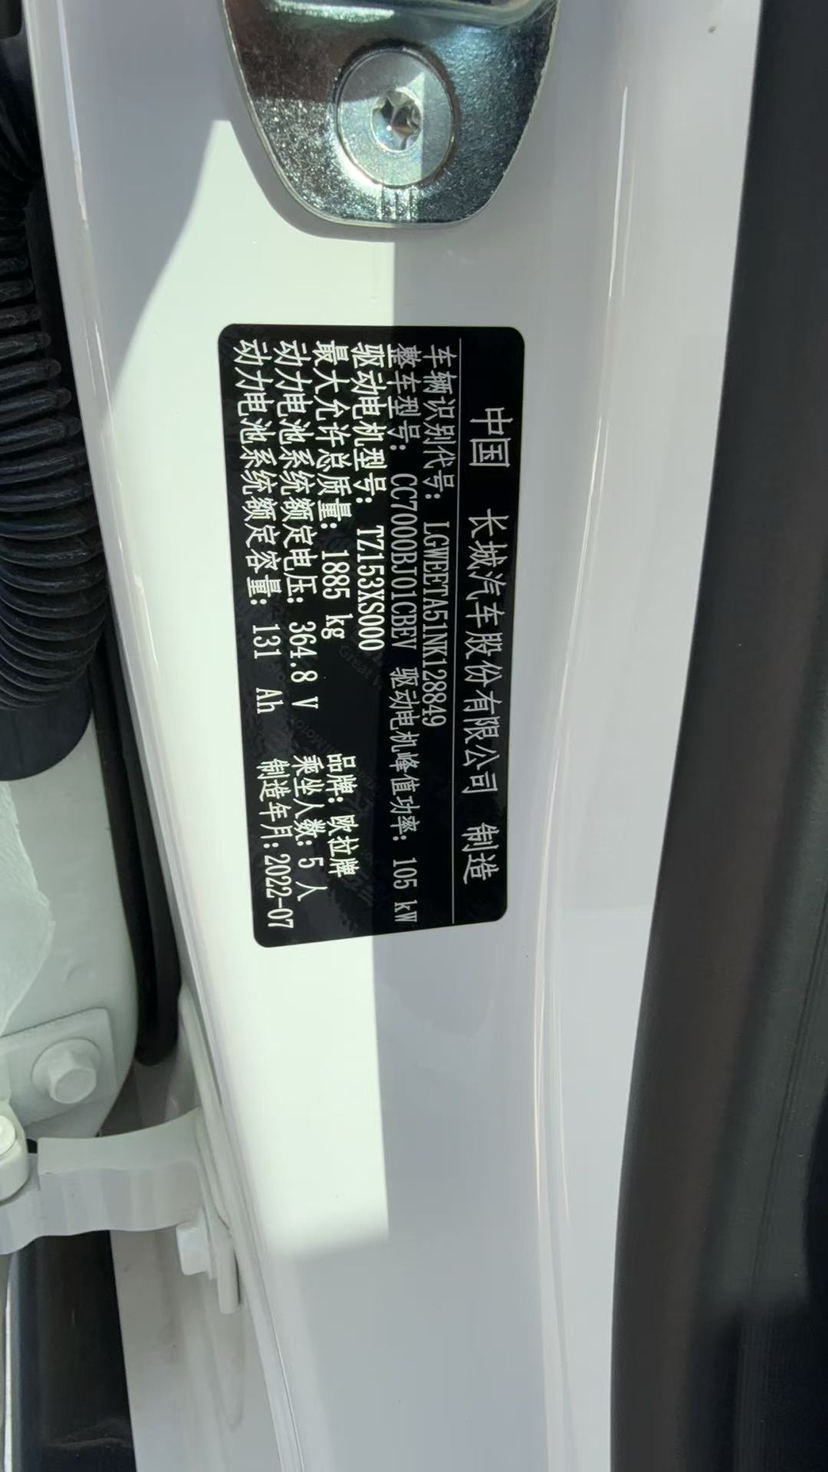 中国 长城汽车股份有限公司 制造
车辆识别代号: LGWEETA51NK128849
整车型号: CC7000BJ01CBEV 驱动电机峰值功率: 105 kW
驱动电机型号: TZ153XS000
最大允许总质量: 1885 kg 品牌: 欧拉牌
动力电池系统额定电压: 364.8 V 乘坐人数: 5 人
动力电池系统额定容量: 131 Ah 制造年月: 2022-07